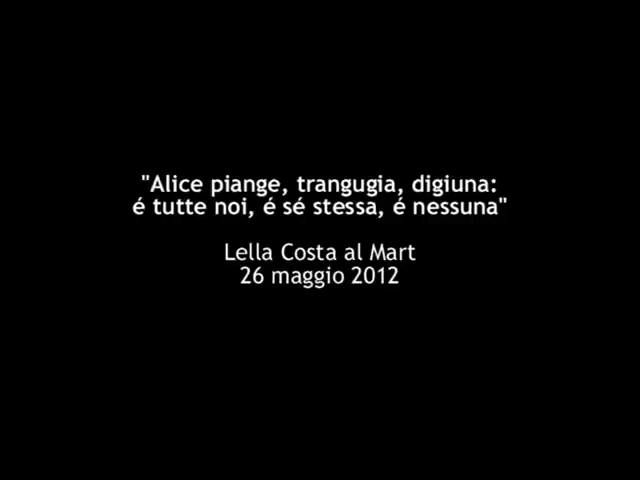 "Alice piange, trangugia, digiuna:
é tutte noi, é sé stessa, é nessuna"
Lella Costa al Mart
26 maggio 2012